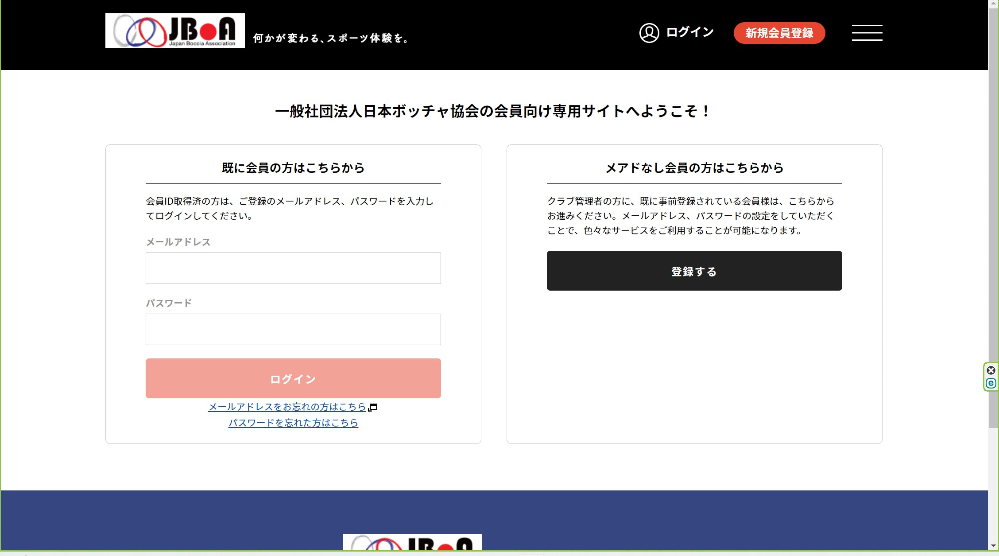 JBoA
Japan Boccia Association
何かが変わる、スポーツ体験を。
ログイン
新規会員登録
一般社団法人日本ボッチャ協会の会員向け専用サイトへようこそ！
既に会員の方はこちらから
会員ID取得済の方は、ご登録のメールアドレス、パスワードを入力し
てログインしてください。
メールアドレス
パスワード
ログイン
メールアドレスをお忘れの方はこちら
パスワードを忘れた方はこちら
メアドなし会員の方はこちらから
クラブ管理者の方に、既に事前登録されている会員様は、こちらから
お進みください。メールアドレス、パスワードの設定をしていただく
ことで、色々なサービスをご利用することが可能になります。
登録する
e
JBoA